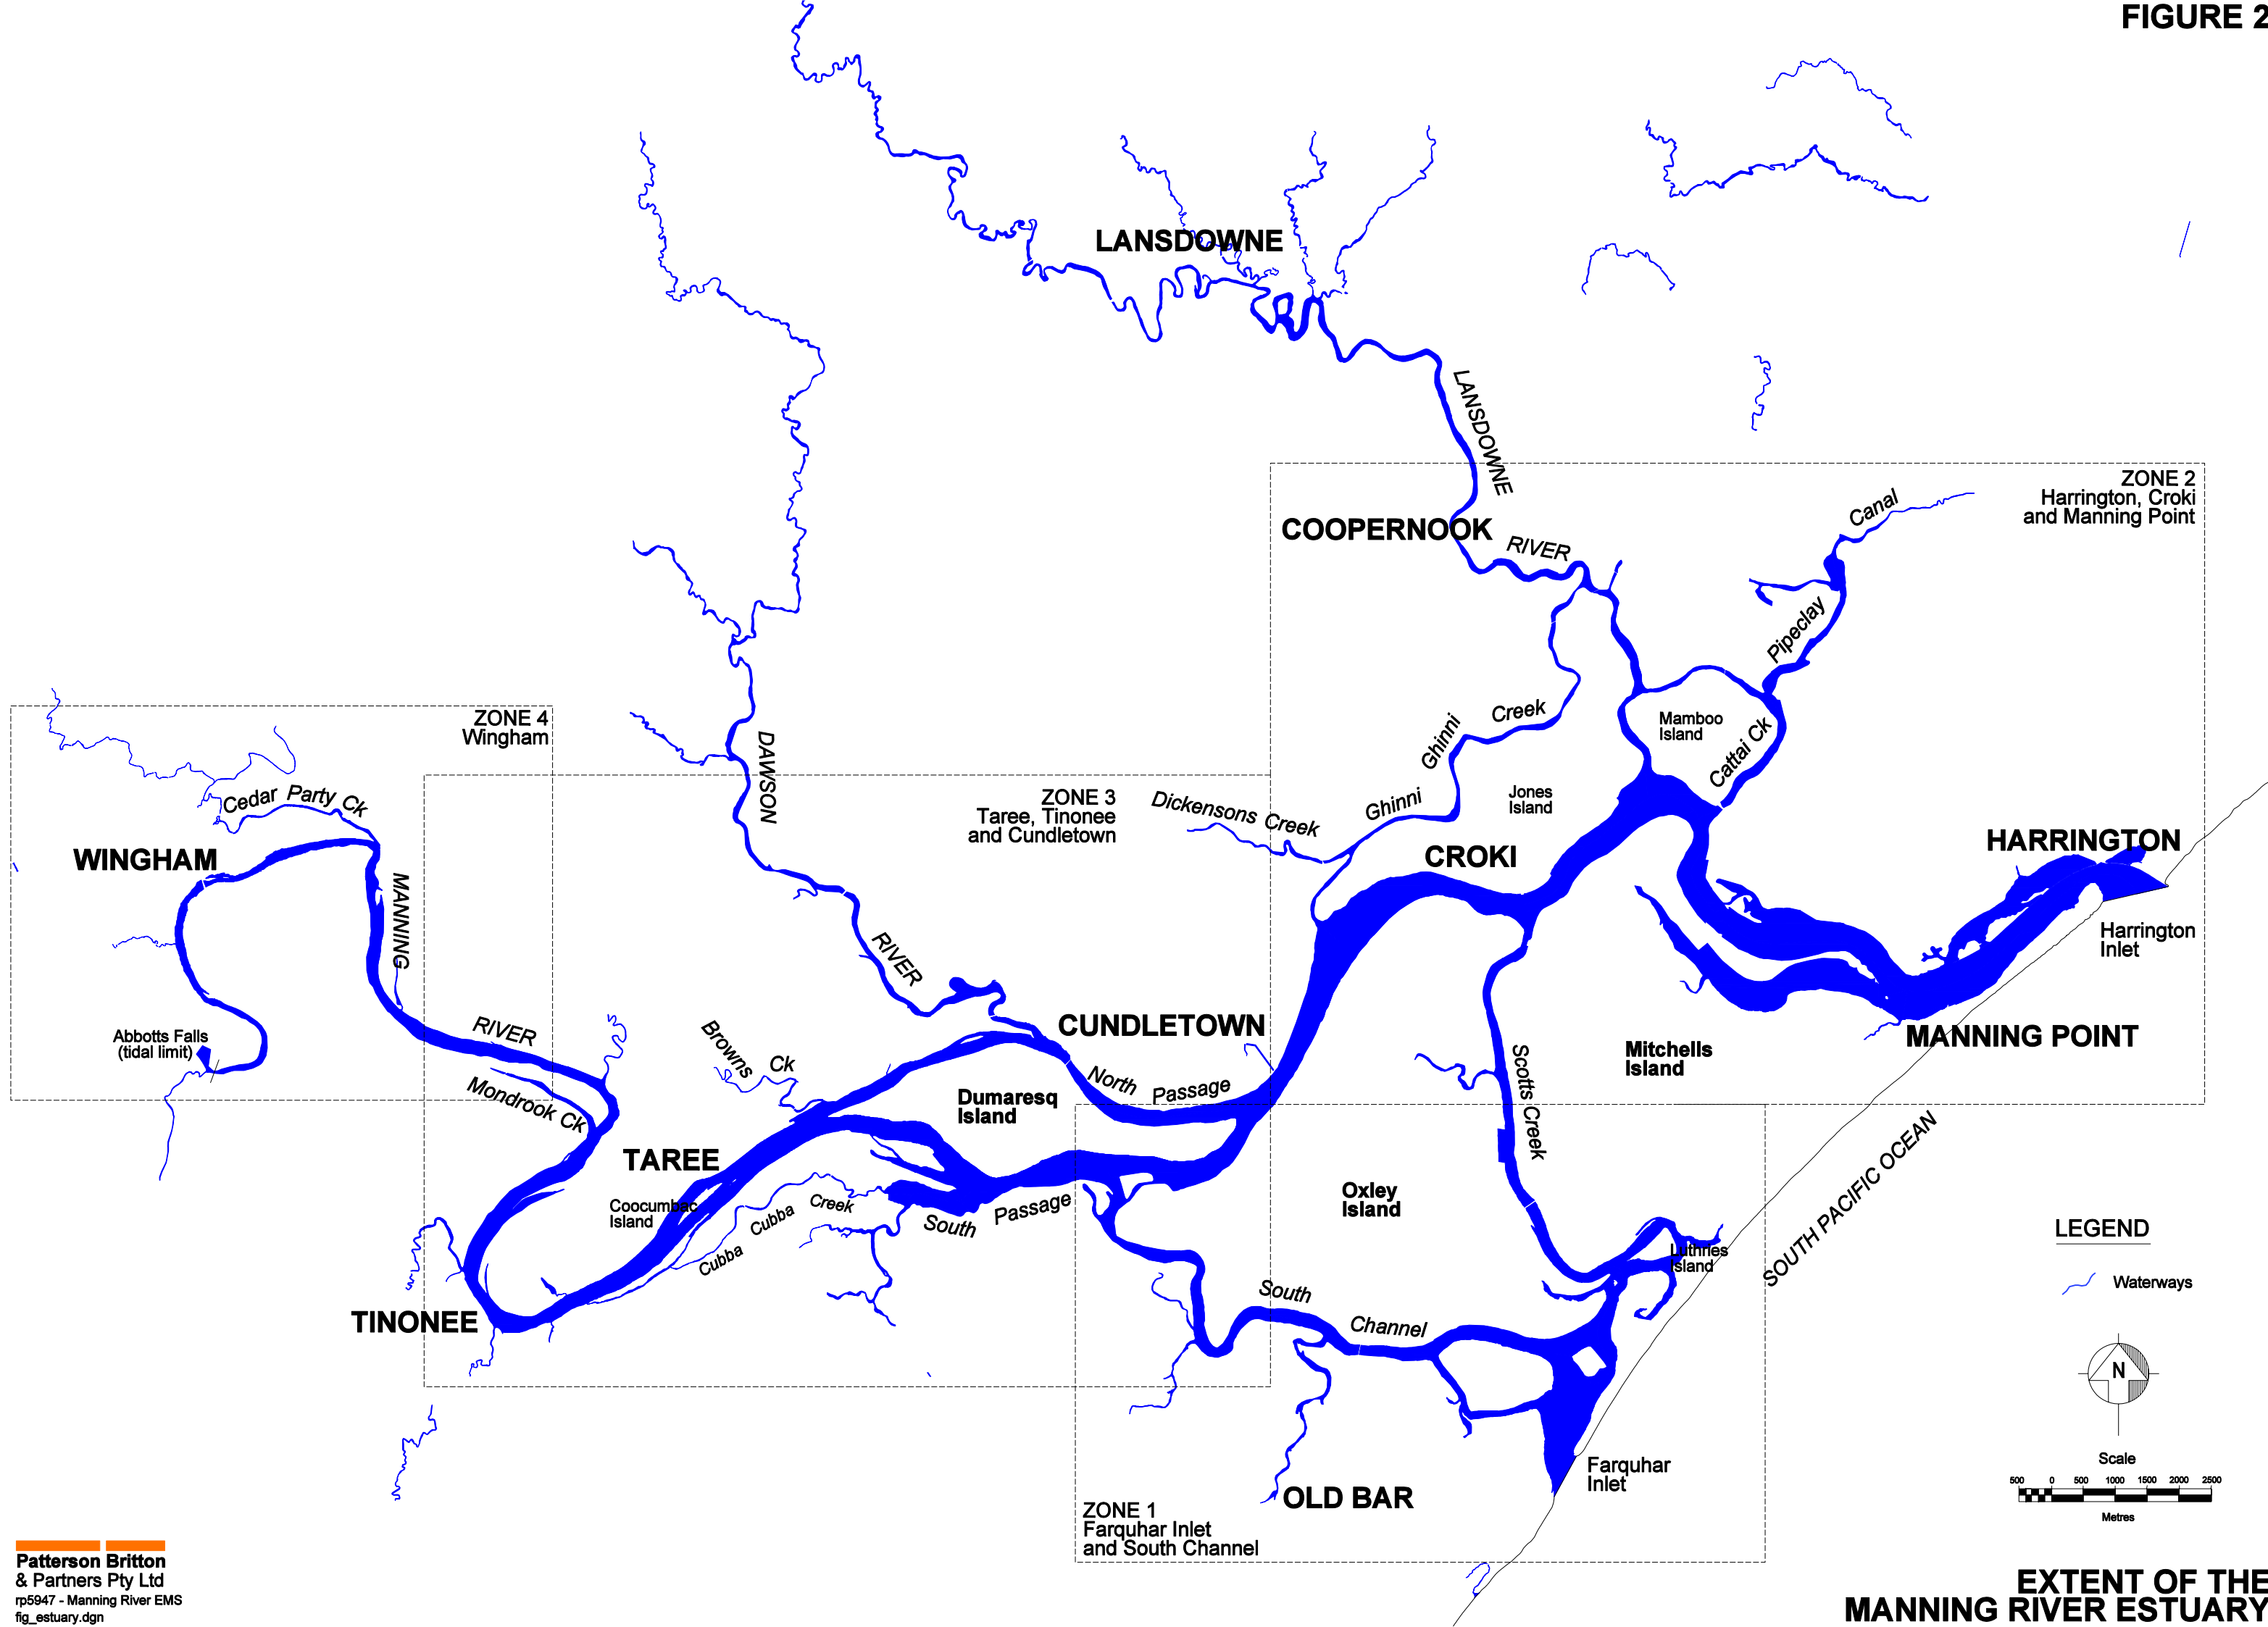 FIGURE 2
LANSDOWNE
LANSDOWNE
ZONE 2
Harrington, Croki
and Manning Point
Canal
COOPERNOOK
RIVER
Pipeclay
ZONE 4
Wingham
DAWSON
Mamboo
Island
Ghinni
Creek
Cattai Ck
Cedar Party Ck
ZONE 3
Taree, Tinonee
and Cundletown
Dickensons Creek
Ghinni
Jones
Island
WINGHAM
MANNING
CROKI
HARRINGTON
Harrington
Inlet
RIVER
Abbotts Falls
(tidal limit)
RIVER
CUNDLETOWN
MANNING POINT
Browns
Ck
Mitchells
Island
Scotts Creek
Mondrook Ck
Dumaresq
Island
North
Passage
TAREE
Coocumbac
Island
Cubba
Cubba
Creek
South
Passage
Oxley
Island
SOUTH PACIFIC OCEAN
Luthries
Island
LEGEND
Waterways
TINONEE
South
Channel
N
Farquhar
Inlet
OLD BAR
ZONE 1
Farquhar Inlet
and South Channel
Scale
500 0 500 1000 1500 2000 2500
Metres
Patterson Britton
& Partners Pty Ltd
rp5947 - Manning River EMS
fig_estuary.dgn
EXTENT OF THE
MANNING RIVER ESTUARY